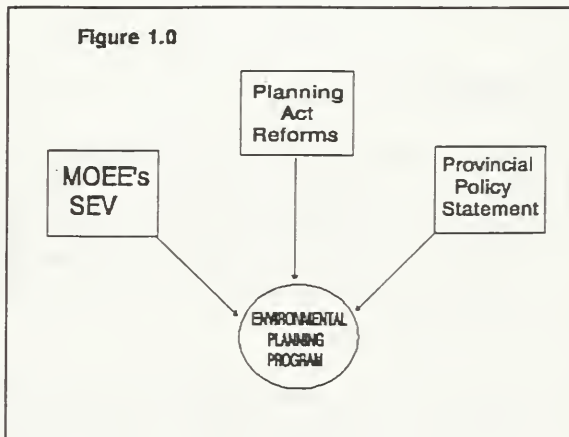 Figure 1.0
Planning
Act
Reforms
MOEE's
SEV
Provincial
Policy
Statement
ENVIRONMENTAL
PLANNING
PROGRAM